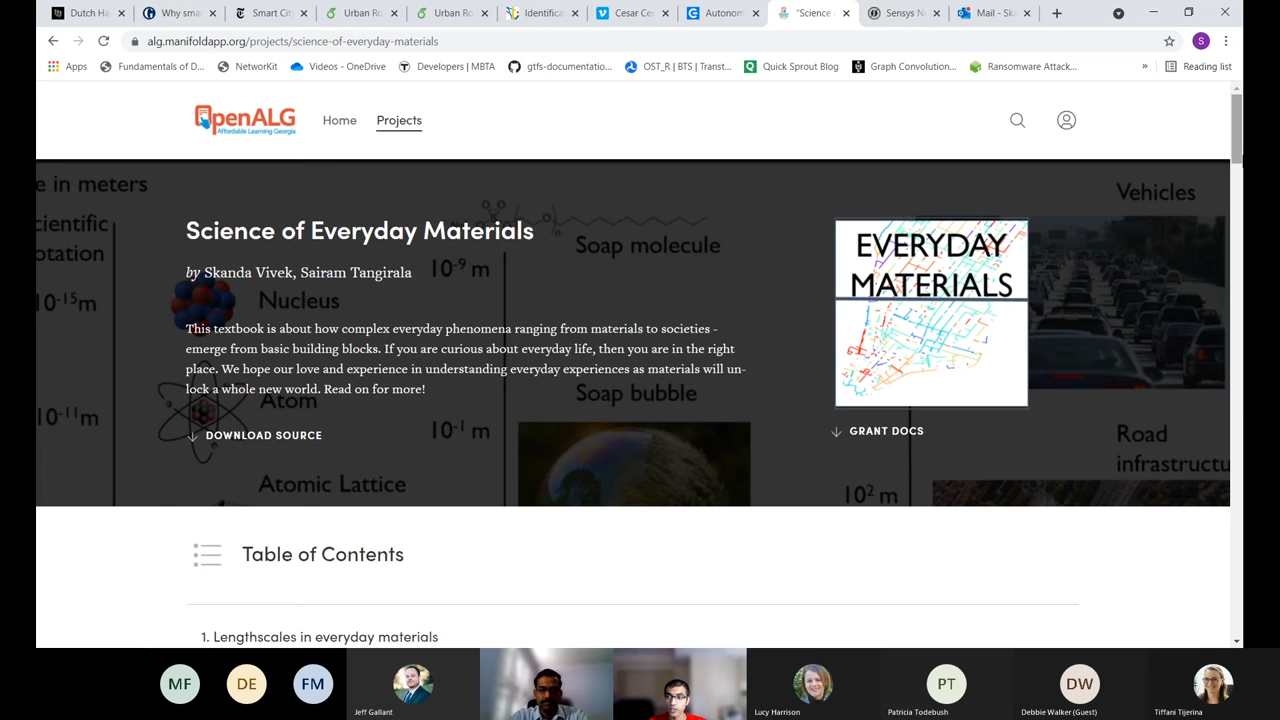 Dutch Ha
Why smar
Smart Cit
Urban Ro
Urban Ro
Identifica
Cesar Ce
Autonom
"Science
Sensys N
Mail - Sk
alg.manifoldapp.org/projects/science-of-everyday-materials
S
Apps
Fundamentals of D...
NetworKit
Videos - OneDrive
Developers | MBTA
gtfs-documentatio...
OST_R | BTS | Transt...
Quick Sprout Blog
Graph Convolution...
Ransomware Attack...
»
Reading list
OpenALG
Affordable Learning Georgia
Home
Projects
e in meters
Vehicles
cientific
otation
Science of Everyday Materials
Soap molecule
EVERYDAY
MATERIALS
by Skanda Vivek, Sairam Tangirala
10-9 m
10-15m
Nucleus
This textbook is about how complex everyday phenomena ranging from materials to societies -
emerge from basic building blocks. If you are curious about everyday life, then you are in the right
place. We hope our love and experience in understanding everyday experiences as materials will un-
lock a whole new world. Read on for more!
Atom
Soap bubble
10-11m
10-1 m
DOWNLOAD SOURCE
GRANT DOCS
Road
infrastructu
Atomic Lattice
102 m
Table of Contents
1. Lengthscales in everyday materials
MF
DE
FM
PT
DW
Jeff Gallant
Lucy Harrison
Patricia Todebush
Debbie Walker (Guest)
Tiffani Tijerina